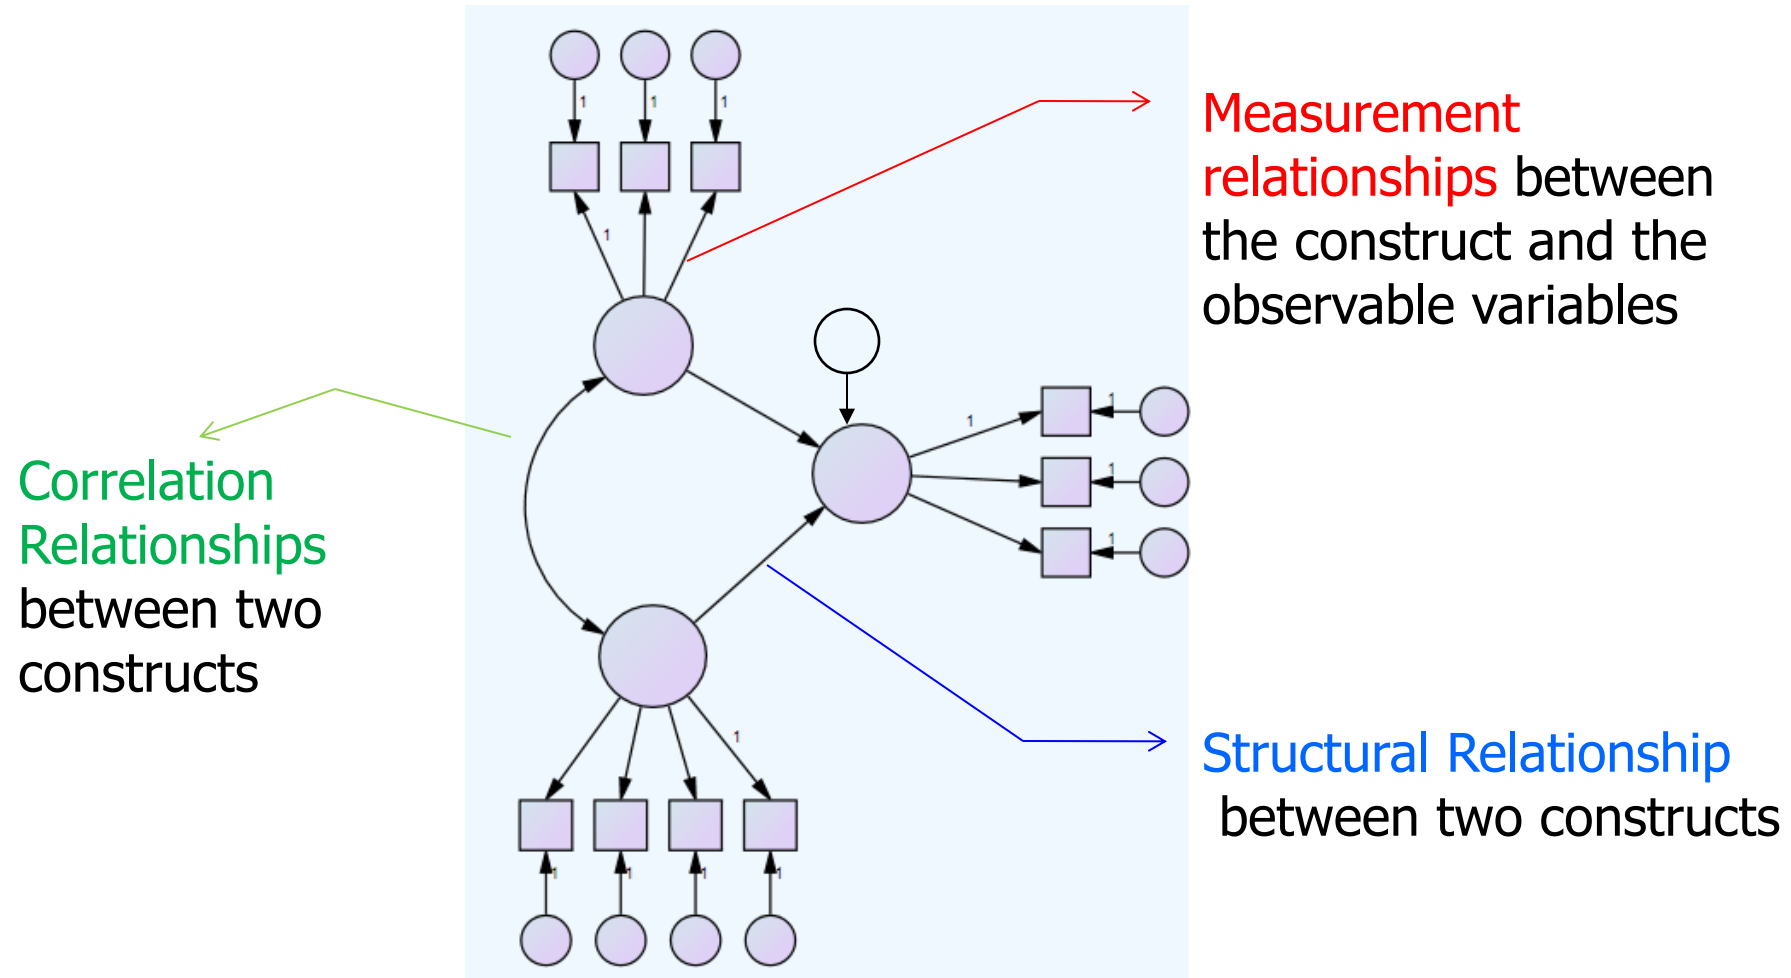 1 1 1
Measurement
relationships between
the construct and the
observable variables
1
1 1
1
1
Correlation
Relationships
between two
constructs
1
Structural Relationship
between two constructs
1 1 1 1